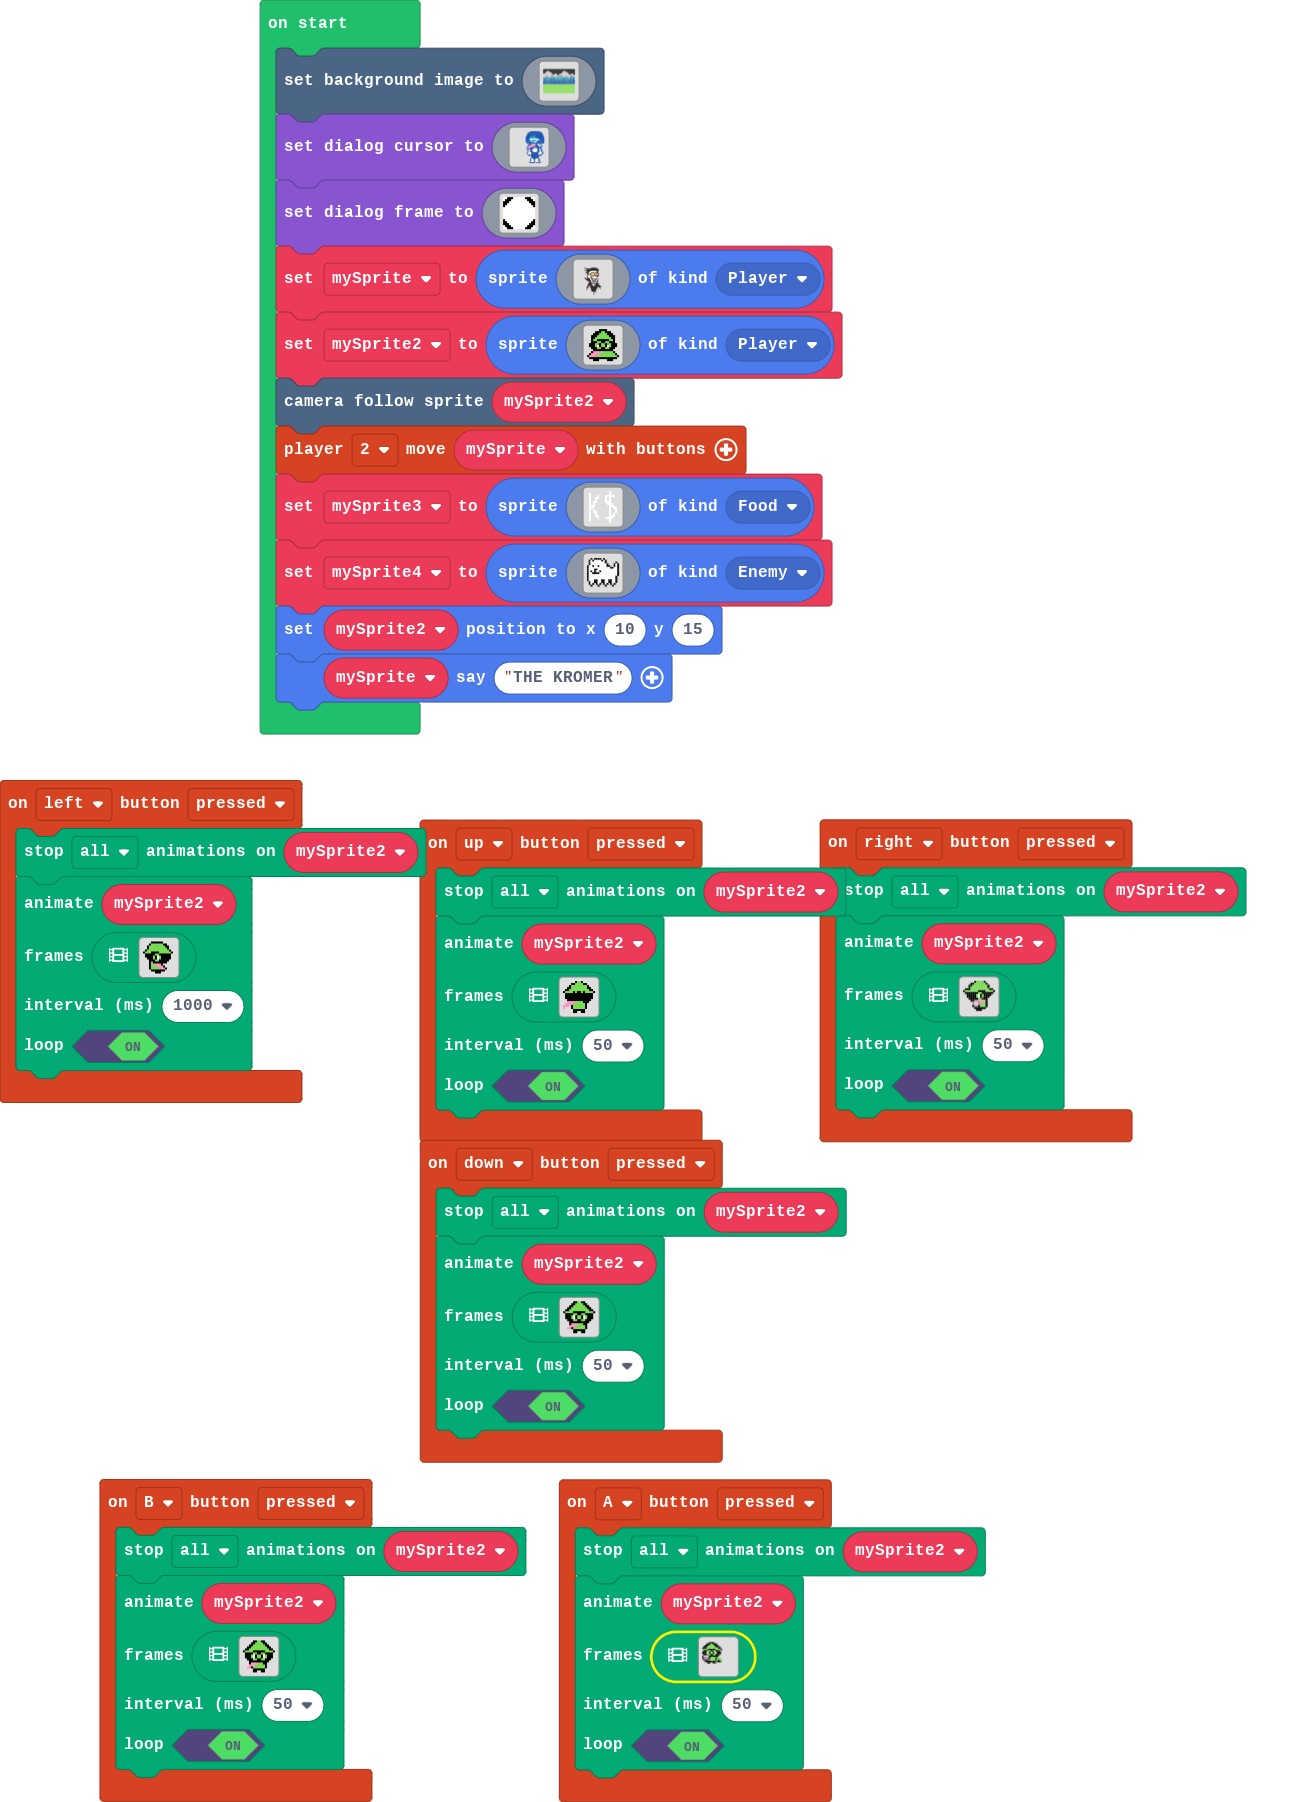 on start
set background image to
set dialog cursor to
set dialog frame to
set mySprite to sprite of kind Player
set mySprite2 to sprite of kind Player
camera follow sprite mySprite2
player 2 move mySprite with buttons
set mySprite3 to sprite K$ of kind Food
set mySprite4 to sprite of kind Enemy
set mySprite2 position to x 10 y 15
mySprite say "THE KROMER"
on left button pressed
stop all animations on mySprite2
animate mySprite2
frames
interval (ms) 1000
loop ON
on up button pressed
stop all animations on mySprite2
animate mySprite2
frames
interval (ms) 50
loop ON
on right button pressed
stop all animations on mySprite2
animate mySprite2
frames
interval (ms) 50
loop ON
on down button pressed
stop all animations on mySprite2
animate mySprite2
frames
interval (ms) 50
loop ON
on B button pressed
stop all animations on mySprite2
animate mySprite2
frames
interval (ms) 50
loop ON
on A button pressed
stop all animations on mySprite2
animate mySprite2
frames
interval (ms) 50
loop ON